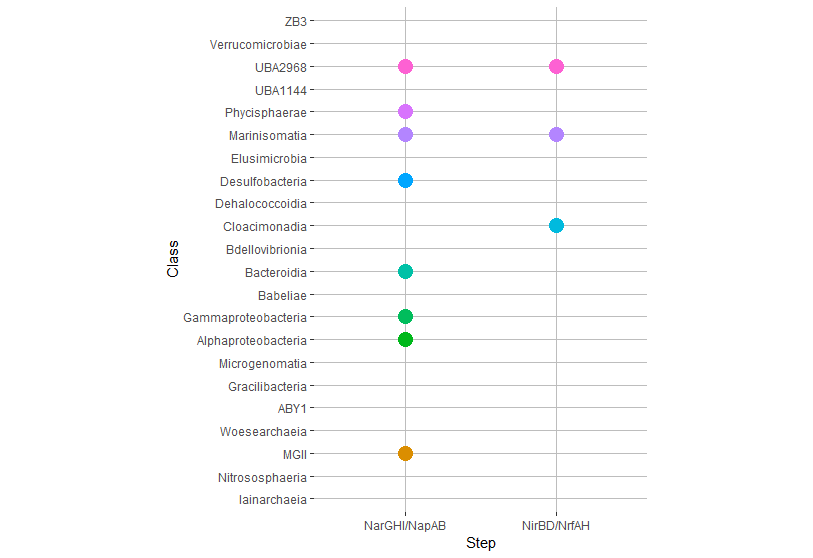 ZB3
Verrucomicrobiae
UBA2968
UBA1144
Phycisphaerae
Marinisomatia
Elusimicrobia
Desulfobacteria
Dehalococcoidia
Cloacimonadia
Bdellovibrionia
Bacteroidia
Babeliae
Gammaproteobacteria
Alphaproteobacteria
Microgenomatia
Gracilibacteria
ABY1
Woesearchaeia
MGII
Nitrososphaeria
Iainarchaeia
Class
NarGHI/NapAB NirBD/NrfAH
Step